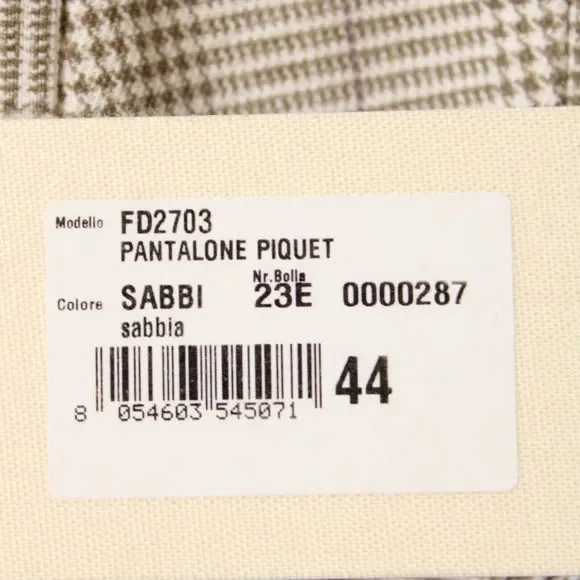 Modello FD2703
PANTALONE PIQUET
Nr.Bolla
Colore SABBI 23E 0000287
sabbia
44
8 054603 545071